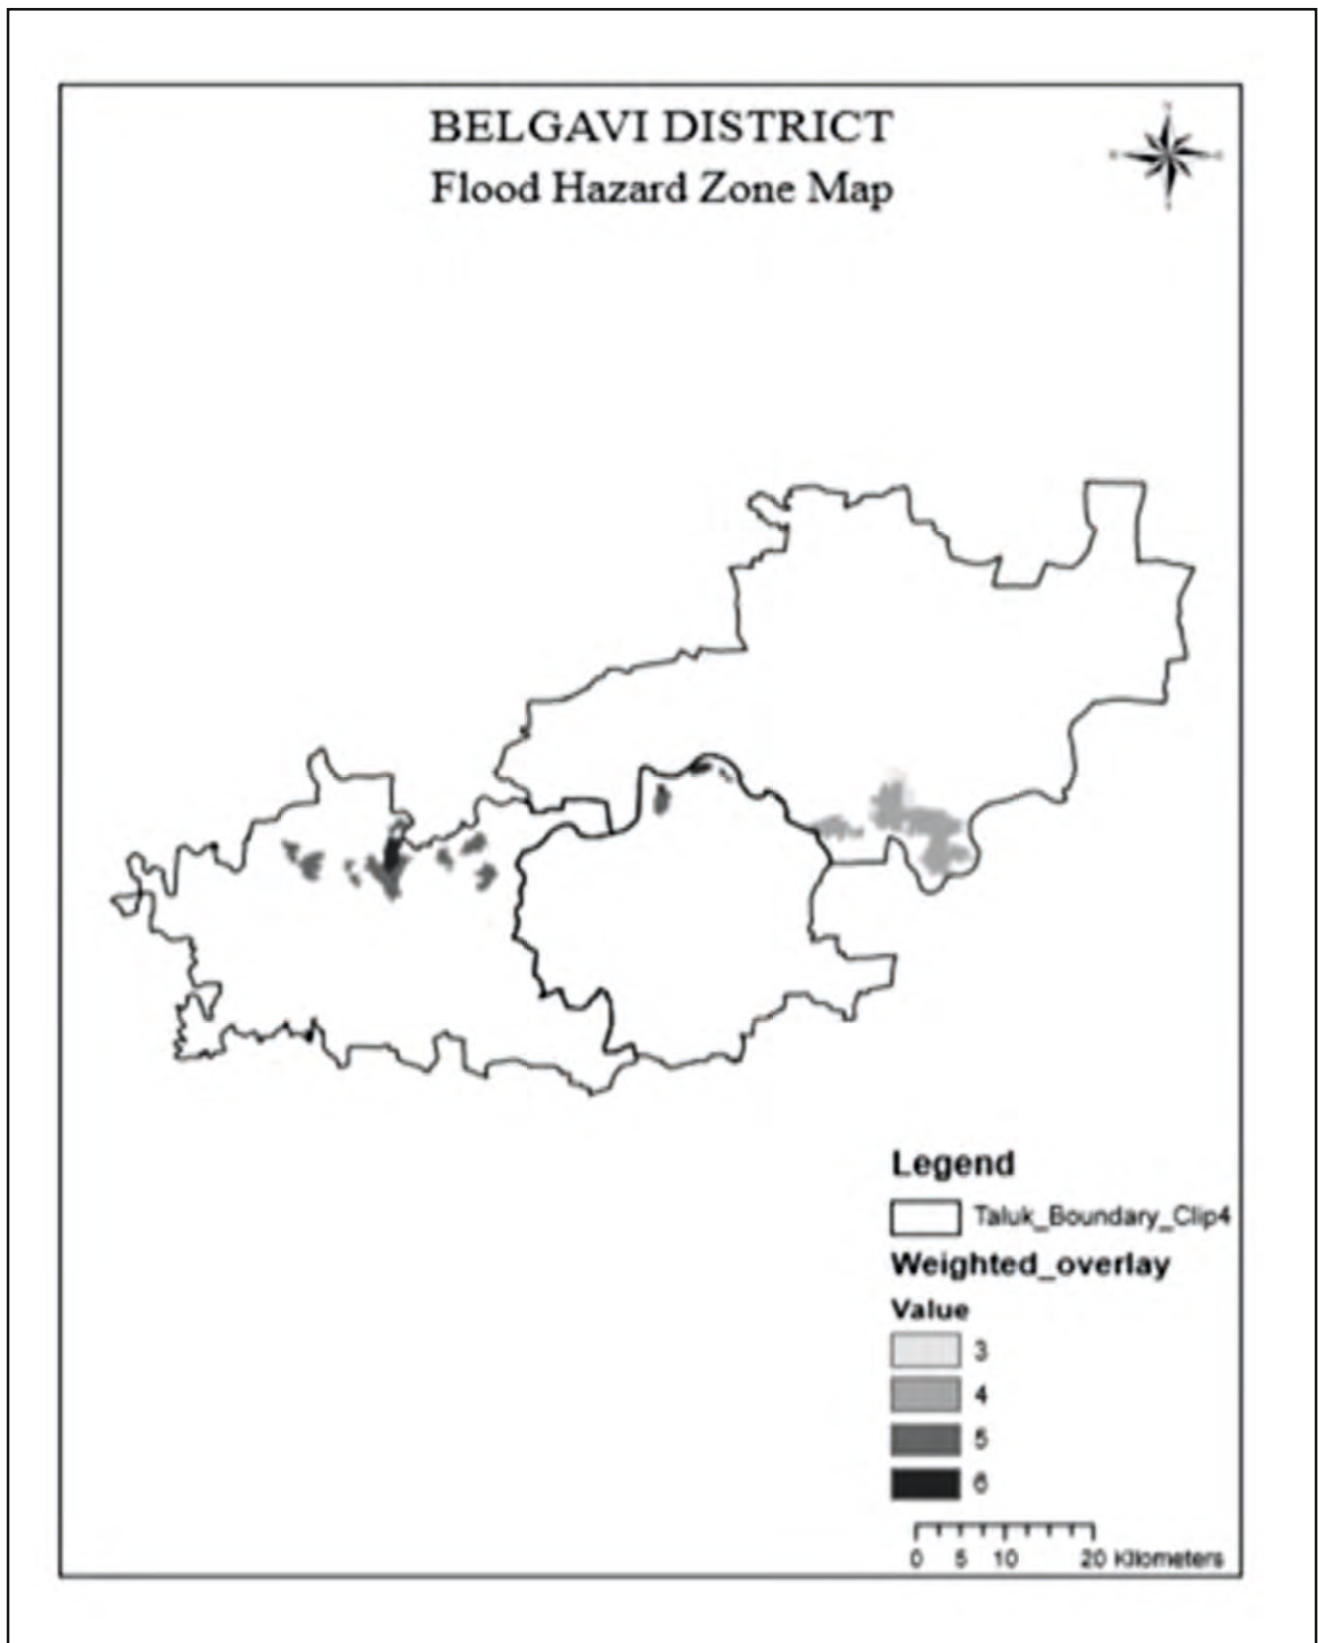 BELGAVI DISTRICT
Flood Hazard Zone Map
Legend
Taluk_Boundary_Clip4
Weighted_overlay
Value
3
4
5
6
0 5 10 20 Kilometers